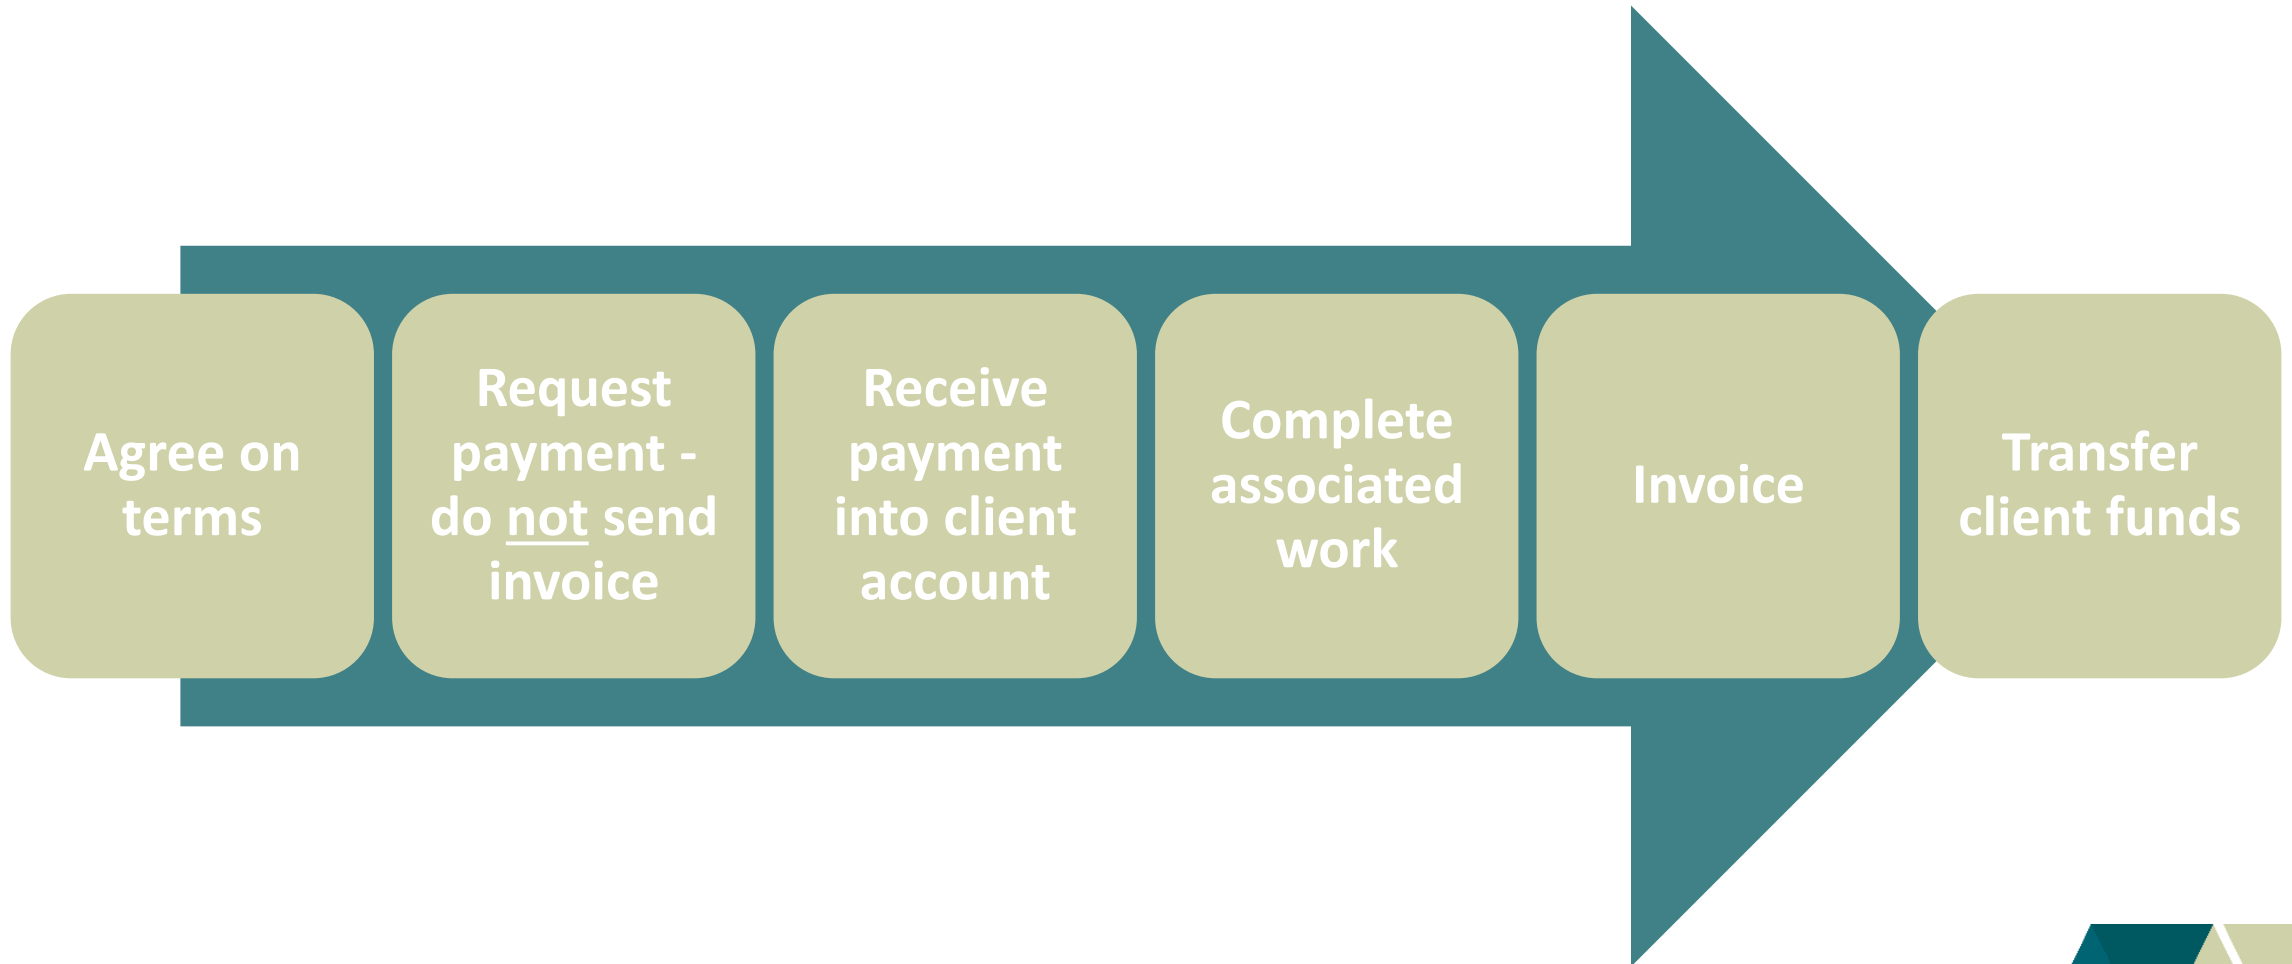 Agree on
terms
Request
payment -
do not send
invoice
Receive
payment
into client
account
Complete
associated
work
Invoice
Transfer
client funds